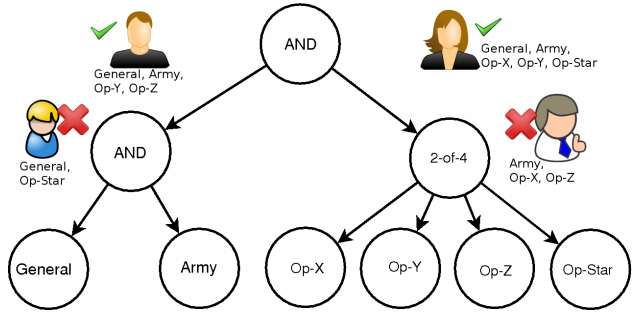 AND
General, Army,
Op-Y, Op-Z
General, Army,
Op-X, Op-Y, Op-Star
General,
Op-Star
AND
2-of-4
Army,
Op-X, Op-Z
General
Army
Op-X
Op-Y
Op-Z
Op-Star